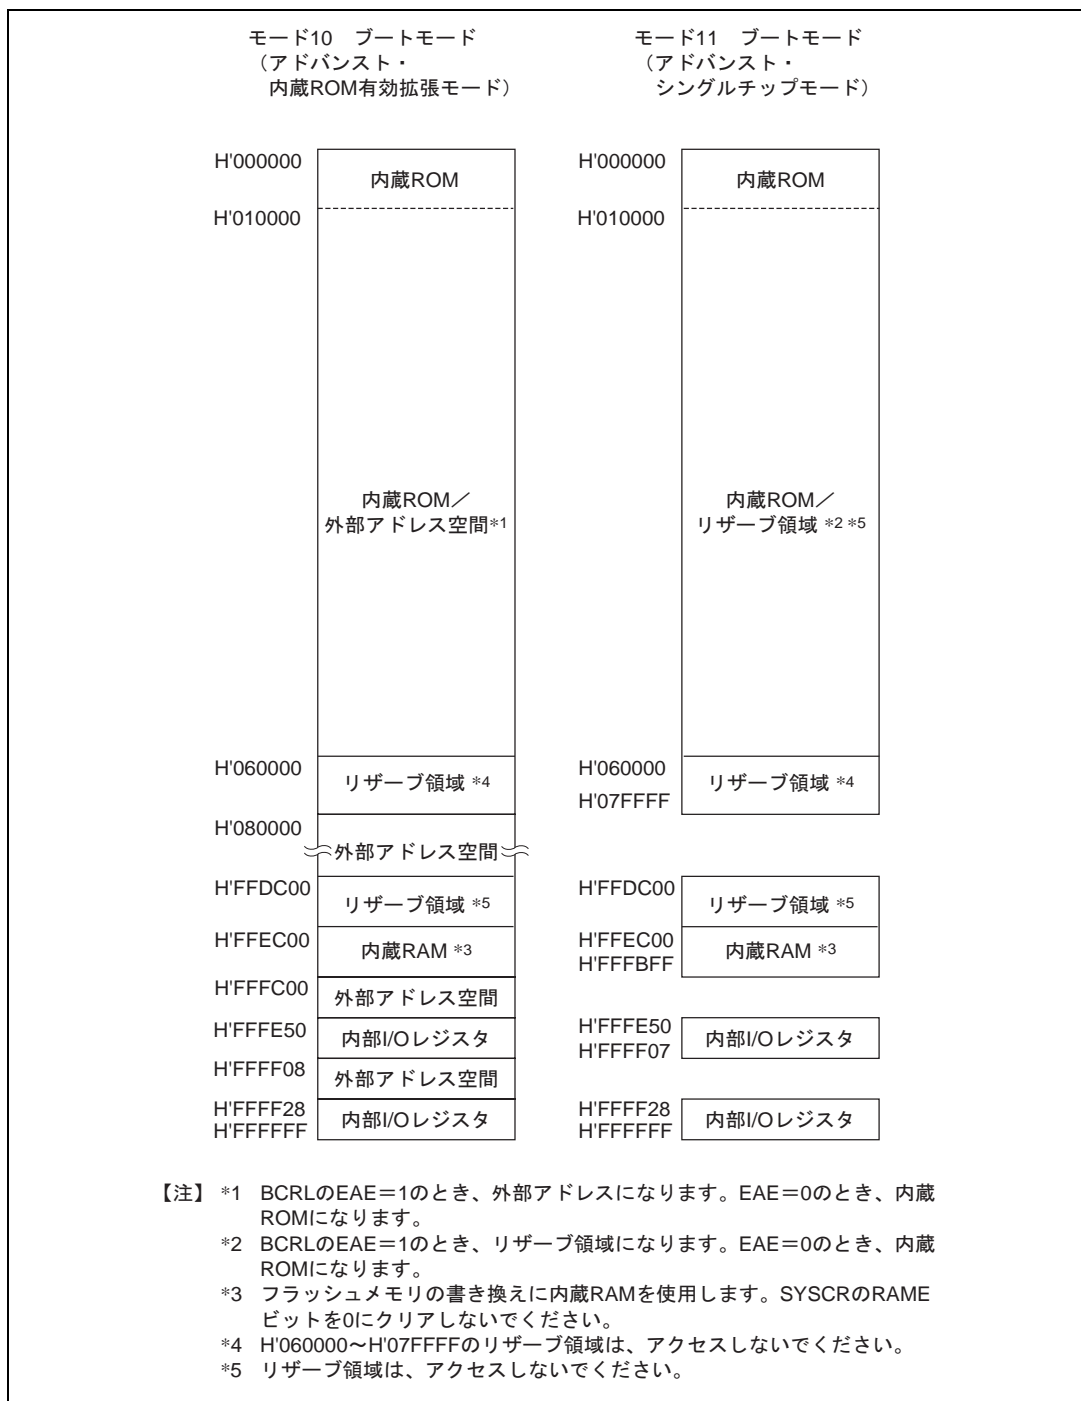 モード10　ブートモード
（アドバンスト・
内蔵ROM有効拡張モード）
H'000000
内蔵ROM
H'010000
内蔵ROM／
外部アドレス空間*1
H'060000
リザーブ領域 *4
H'080000
外部アドレス空間
H'FFDC00
リザーブ領域 *5
H'FFEC00
内蔵RAM *3
H'FFFC00
外部アドレス空間
H'FFFE50
内部I/Oレジスタ
H'FFFF08
外部アドレス空間
H'FFFF28
内部I/Oレジスタ
H'FFFFFF
モード11　ブートモード
（アドバンスト・
シングルチップモード）
H'000000
内蔵ROM
H'010000
内蔵ROM／
リザーブ領域 *2 *5
H'060000
リザーブ領域 *4
H'07FFFF
H'FFDC00
リザーブ領域 *5
H'FFEC00
内蔵RAM *3
H'FFFBFF
H'FFFE50
内部I/Oレジスタ
H'FFFF07
H'FFFF28
内部I/Oレジスタ
H'FFFFFF
【注】 *1　BCRLのEAE＝1のとき、外部アドレスになります。EAE＝0のとき、内蔵
ROMになります。
*2　BCRLのEAE＝1のとき、リザーブ領域になります。EAE＝0のとき、内蔵
ROMになります。
*3　フラッシュメモリの書き換えに内蔵RAMを使用します。SYSCRのRAME
ビットを0にクリアしないでください。
*4　H'060000～H'07FFFFのリザーブ領域は、アクセスしないでください。
*5　リザーブ領域は、アクセスしないでください。